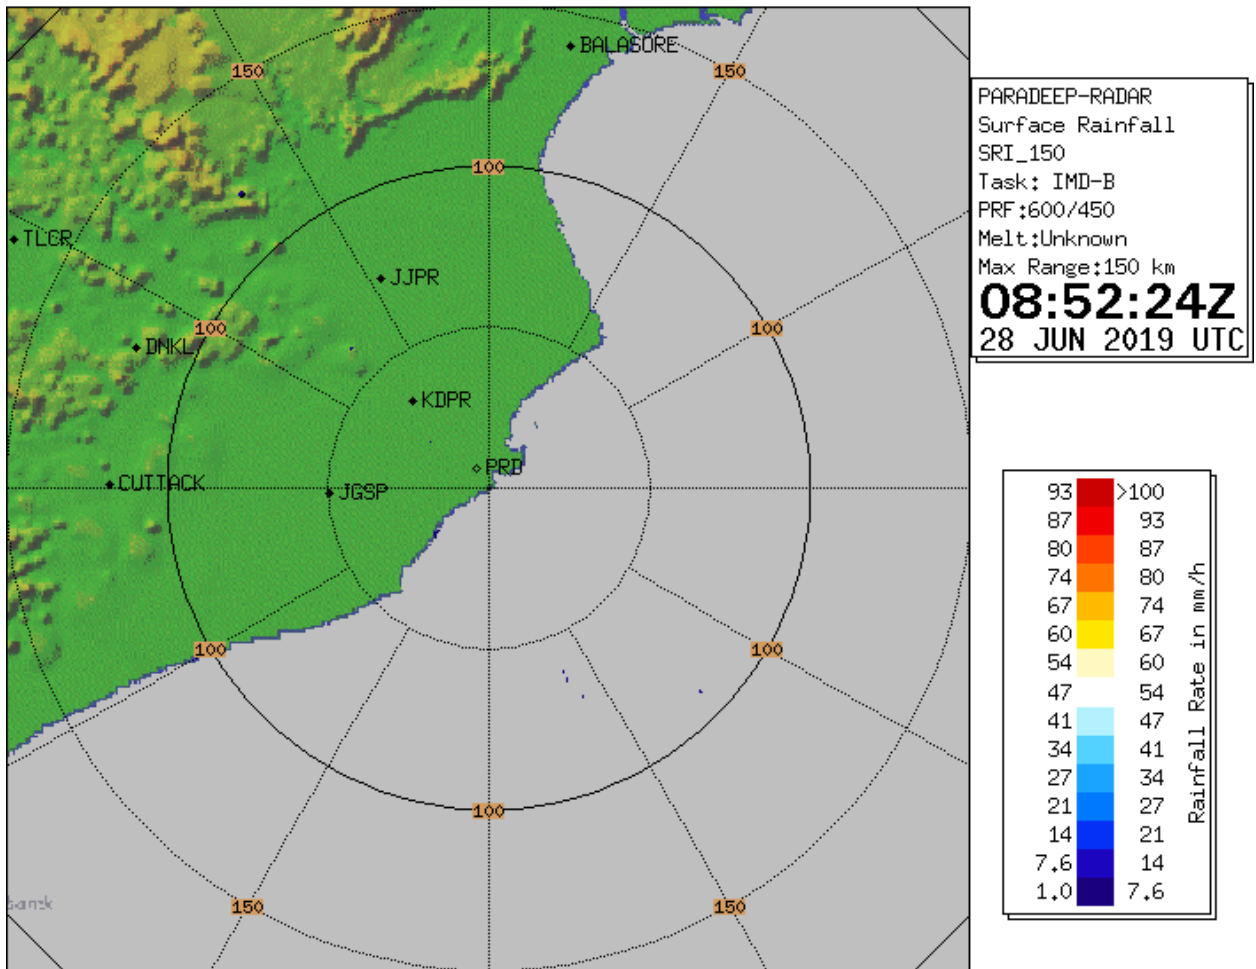 BALASORE
150
150
PARADEEP-RADAR
Surface Rainfall
SRI_150
Task: IMD-B
PRF:600/450
Melt:Unknown
Max Range:150 km
08:52:24Z
28 JUN 2019 UTC
100
TLCR
JJPR
100
100
DNKL
KDPR
PRD
CUTTACK
JGSP
100
100
100
150
150
93 >100
87 93
80 87
74 80
67 74
60 67
54 60
47 54
41 47
34 41
27 34
21 27
14 21
7.6 14
1.0 7.6
Rainfall Rate in mm/h